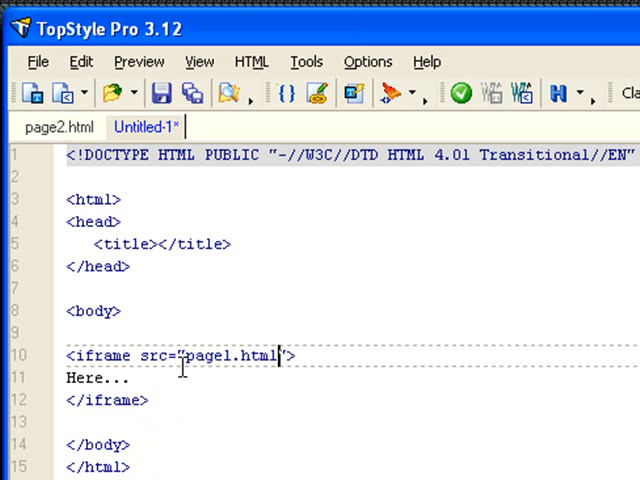 TopStyle Pro 3.12
File Edit Preview View HTML Tools Options Help
Cla
page2.html Untitled-1*
1 <!DOCTYPE HTML PUBLIC "-//W3C//DTD HTML 4.01 Transitional//EN"
2
3 <html>
4 <head>
5 <title></title>
6 </head>
7
8 <body>
9
10 <iframe src="page1.html">
11 Here...
12 </iframe>
13
14 </body>
15 </html>